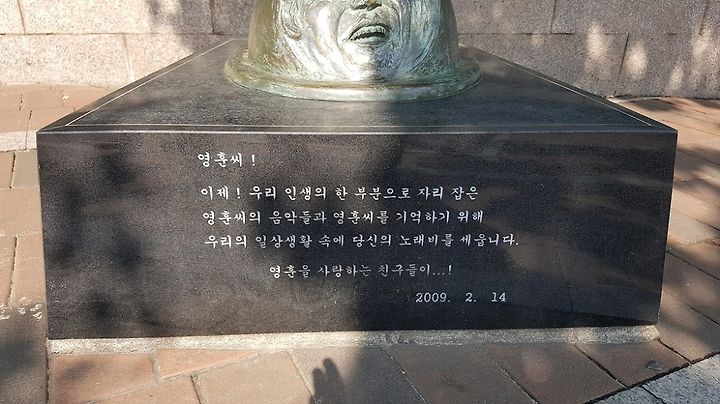 영훈씨 !
이제 ! 우리 인생의 한 부분으로 자리 잡은
영훈씨의 음악들과 영훈씨를 기억하기 위해
우리의 일상생활 속에 당신의 노래비를 세웁니다.
영훈을 사랑하는 친구들이...!
2009. 2. 14